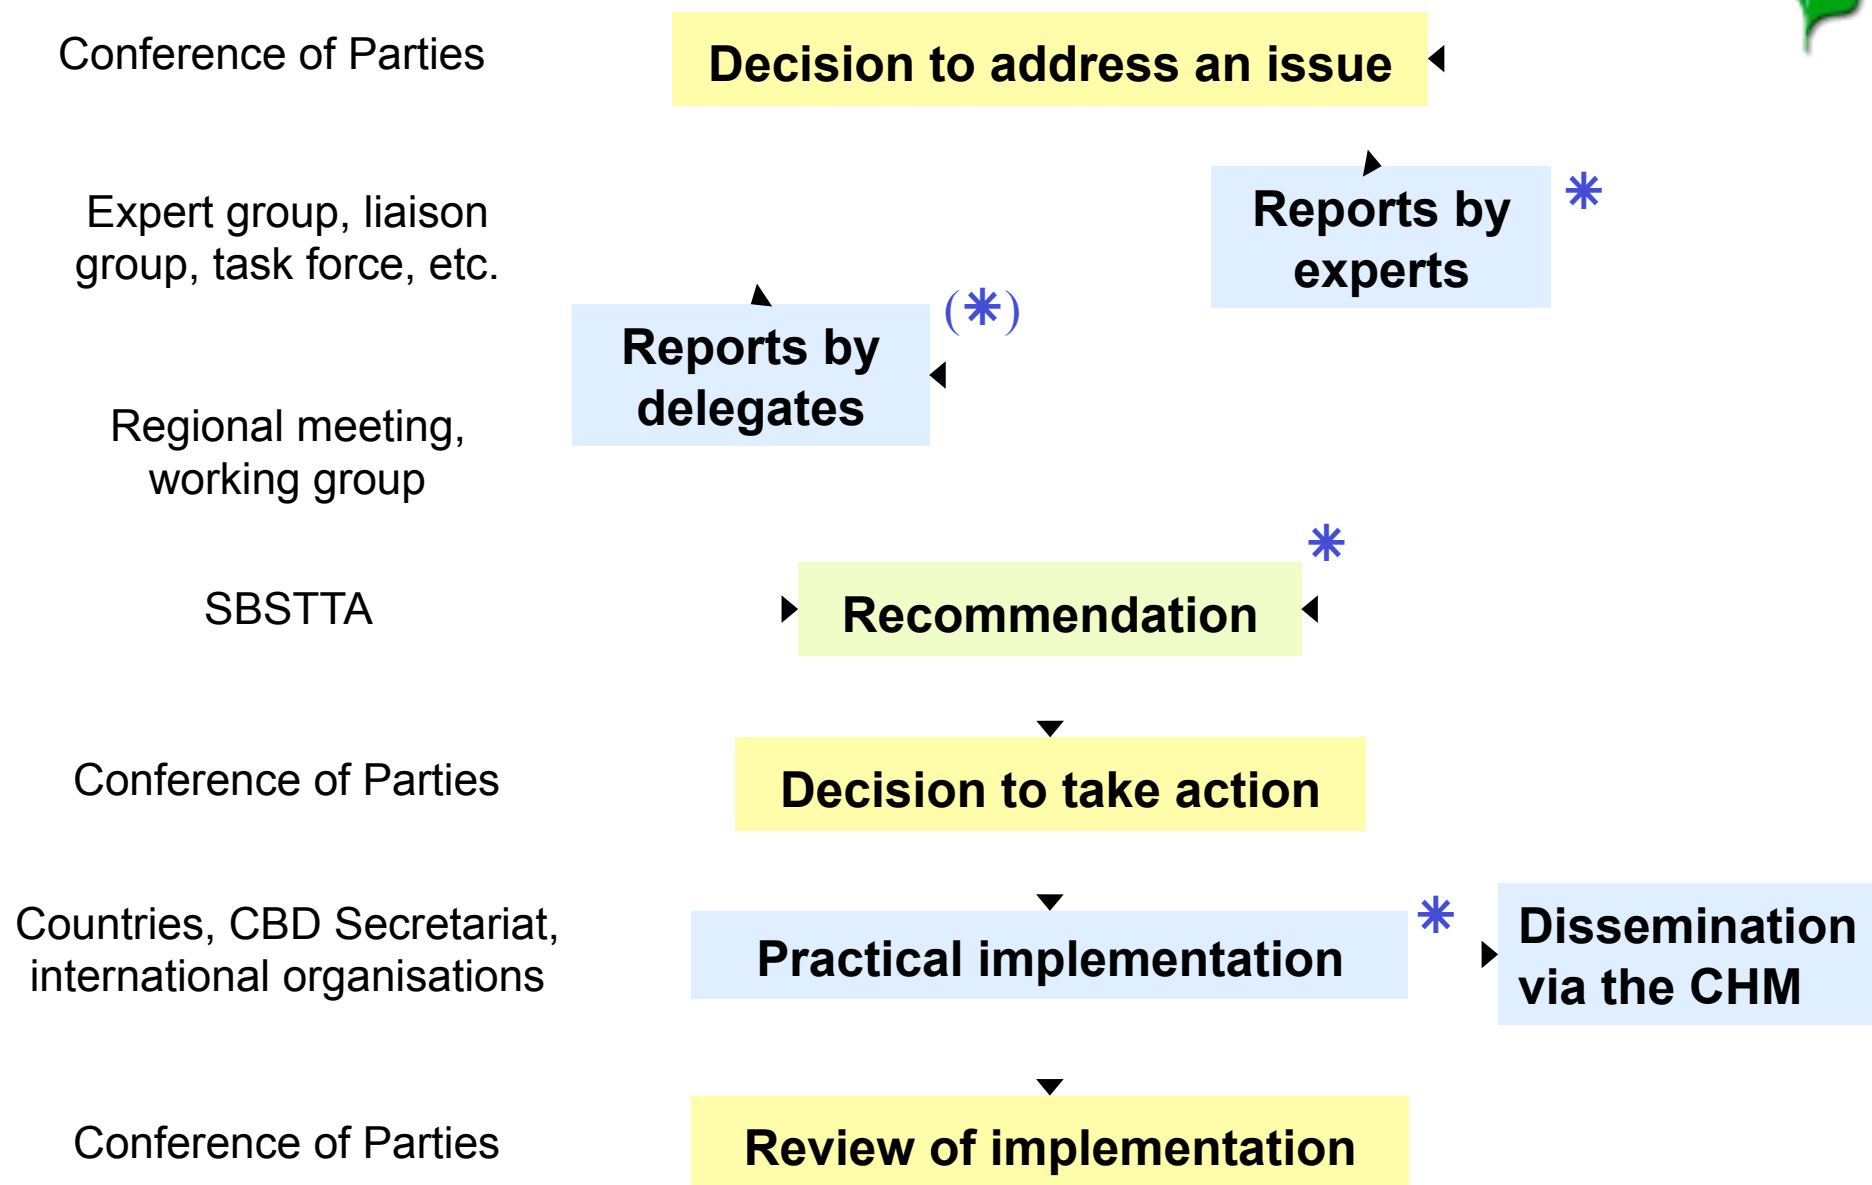 Conference of Parties
Decision to address an issue
Expert group, liaison
group, task force, etc.
Reports by
experts
Reports by
delegates
(*)
*
Regional meeting,
working group
SBSTTA
Recommendation
*
Conference of Parties
Decision to take action
Countries, CBD Secretariat,
international organisations
Practical implementation
*
Dissemination
via the CHM
Conference of Parties
Review of implementation